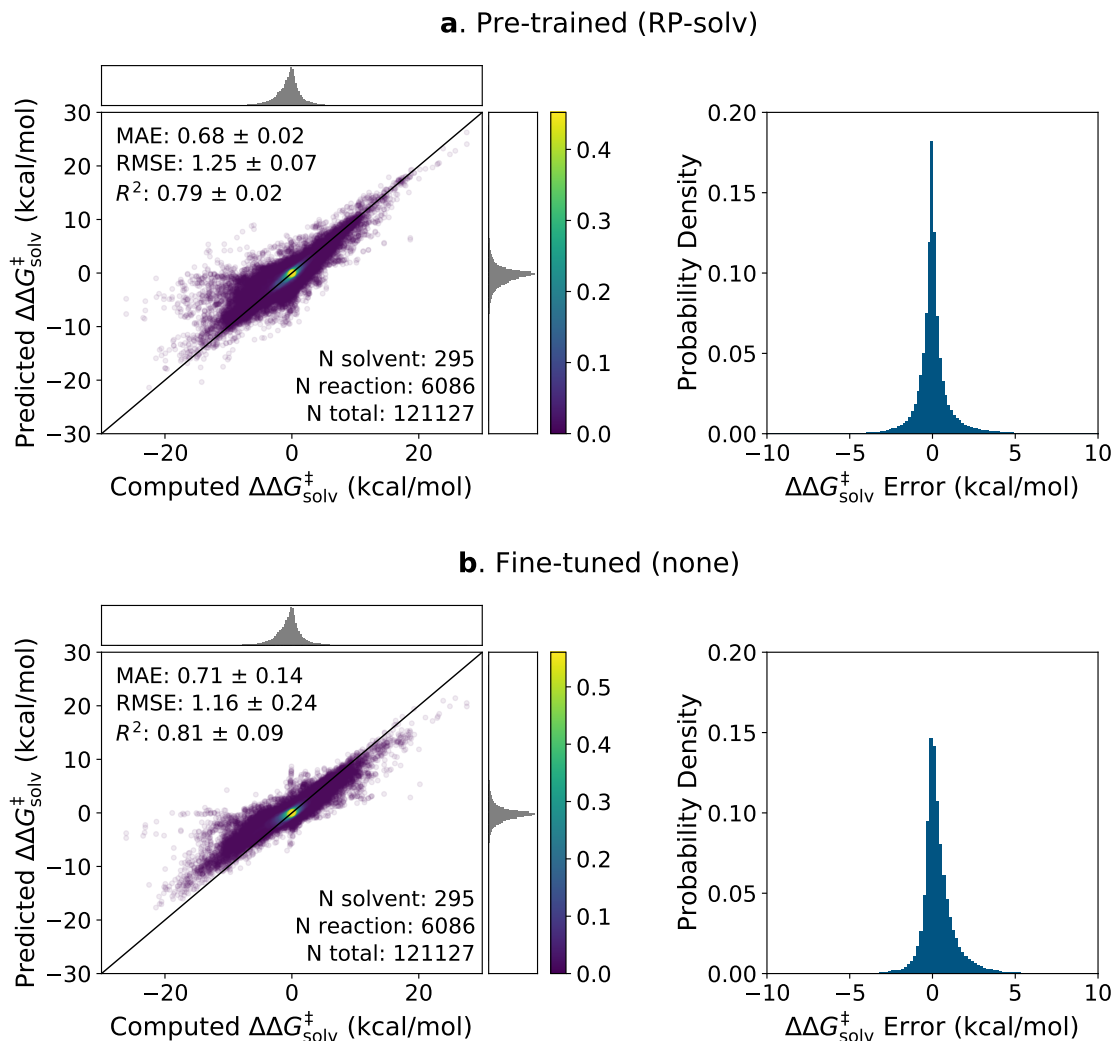 a. Pre-trained (RP-solv)
MAE: 0.68 ± 0.02
RMSE: 1.25 ± 0.07
R²: 0.79 ± 0.02
N solvent: 295
N reaction: 6086
N total: 121127
30
20
10
0
−10
−20
−30
Predicted ΔΔG‡solv (kcal/mol)
−20 0 20
Computed ΔΔG‡solv (kcal/mol)
0.4
0.3
0.2
0.1
0.0
0.20
0.15
0.10
0.05
0.00
Probability Density
−10 −5 0 5 10
ΔΔG‡solv Error (kcal/mol)
b. Fine-tuned (none)
MAE: 0.71 ± 0.14
RMSE: 1.16 ± 0.24
R²: 0.81 ± 0.09
N solvent: 295
N reaction: 6086
N total: 121127
30
20
10
0
−10
−20
−30
Predicted ΔΔG‡solv (kcal/mol)
−20 0 20
Computed ΔΔG‡solv (kcal/mol)
0.5
0.4
0.3
0.2
0.1
0.0
0.20
0.15
0.10
0.05
0.00
Probability Density
−10 −5 0 5 10
ΔΔG‡solv Error (kcal/mol)